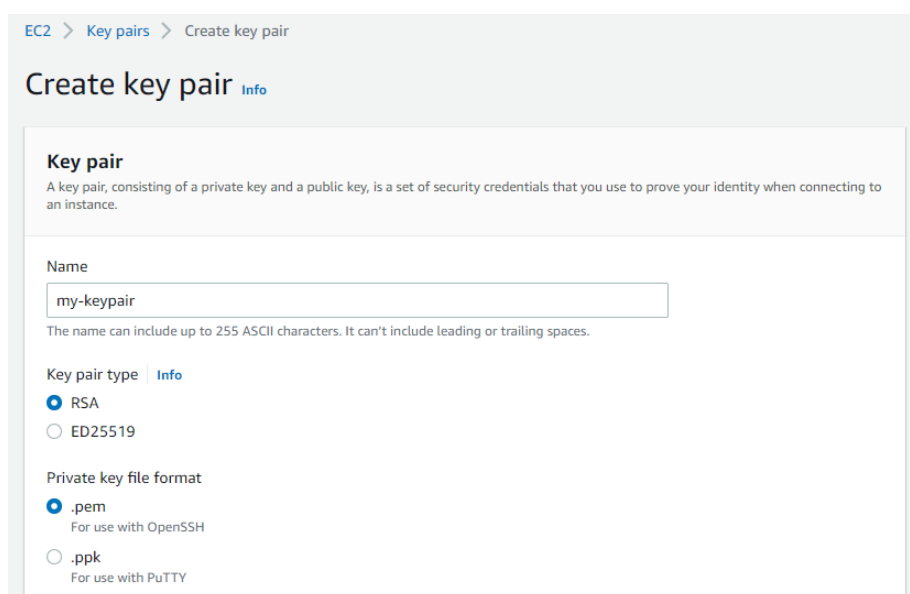 EC2 > Key pairs > Create key pair
Create key pair Info
Key pair
A key pair, consisting of a private key and a public key, is a set of security credentials that you use to prove your identity when connecting to
an instance.
Name
my-keypair
The name can include up to 255 ASCII characters. It can't include leading or trailing spaces.
Key pair type Info
RSA
ED25519
Private key file format
.pem
For use with OpenSSH
.ppk
For use with PuTTY